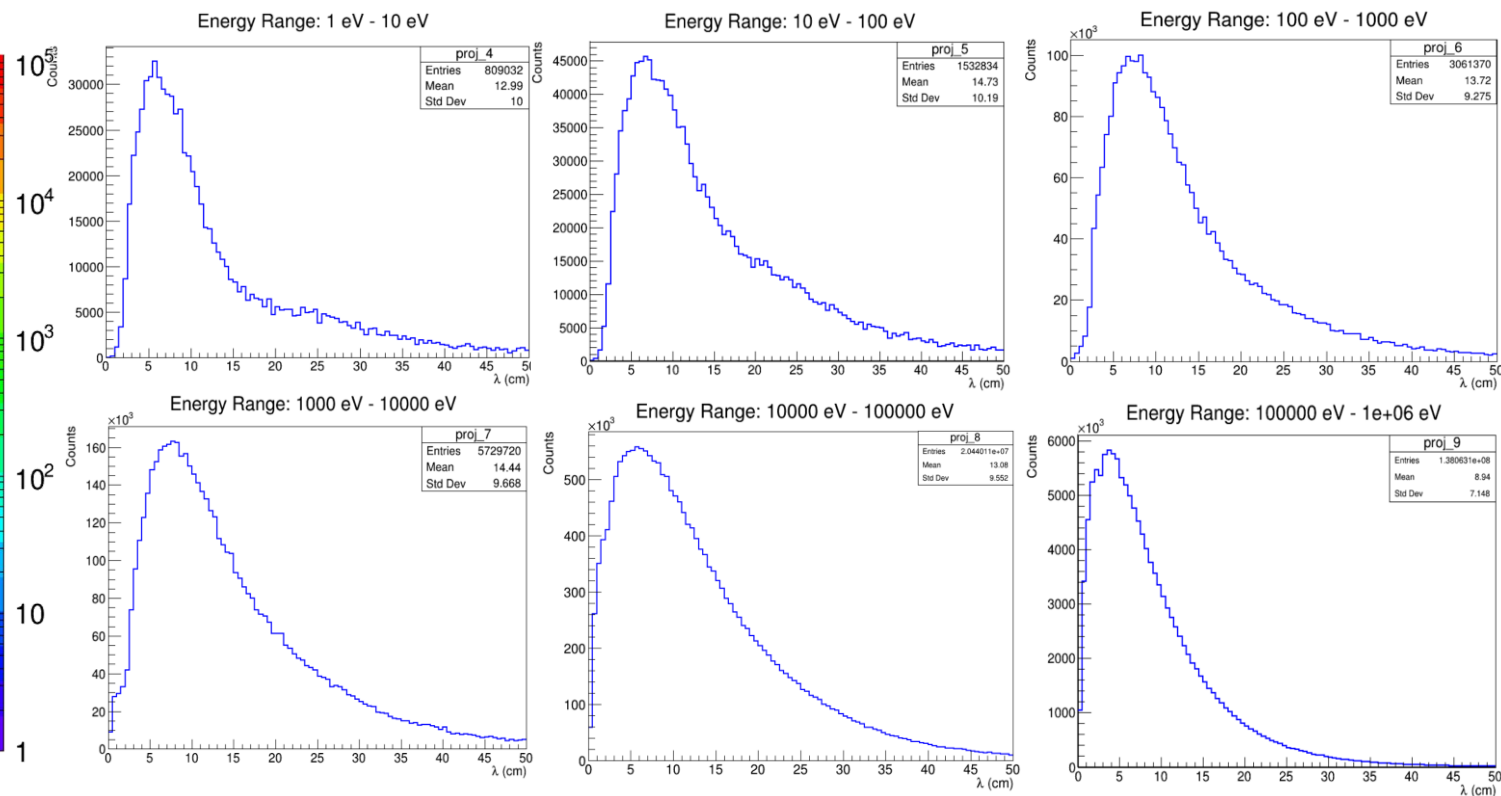 10⁵
10⁴
10³
10²
10
1
Energy Range: 1 eV - 10 eV
Counts
30000
25000
20000
15000
10000
5000
0
0 5 10 15 20 25 30 35 40 45 50
λ (cm)
proj_4
Entries 809032
Mean 12.99
Std Dev 10
Energy Range: 10 eV - 100 eV
Counts
45000
40000
35000
30000
25000
20000
15000
10000
5000
0
0 5 10 15 20 25 30 35 40 45 50
λ (cm)
proj_5
Entries 1532834
Mean 14.73
Std Dev 10.19
Energy Range: 100 eV - 1000 eV
×10³
Counts
100
80
60
40
20
0
0 5 10 15 20 25 30 35 40 45 50
λ (cm)
proj_6
Entries 3061370
Mean 13.72
Std Dev 9.275
Energy Range: 1000 eV - 10000 eV
×10³
Counts
160
140
120
100
80
60
40
20
0
0 5 10 15 20 25 30 35 40 45 50
λ (cm)
proj_7
Entries 5729720
Mean 14.44
Std Dev 9.668
Energy Range: 10000 eV - 100000 eV
×10³
Counts
500
400
300
200
100
0
0 5 10 15 20 25 30 35 40 45 50
λ (cm)
proj_8
Entries 2.044011e+07
Mean 13.08
Std Dev 9.552
Energy Range: 100000 eV - 1e+06 eV
×10³
Counts
6000
5000
4000
3000
2000
1000
0
0 5 10 15 20 25 30 35 40 45 50
λ (cm)
proj_9
Entries 1.380631e+08
Mean 8.94
Std Dev 7.148